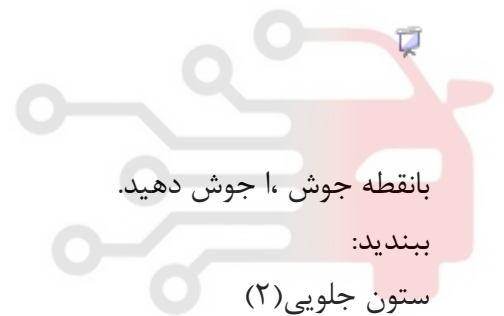 بانقطه جوش ،ا جوش دهید.
ببندید:
ستون جلویی(۲)